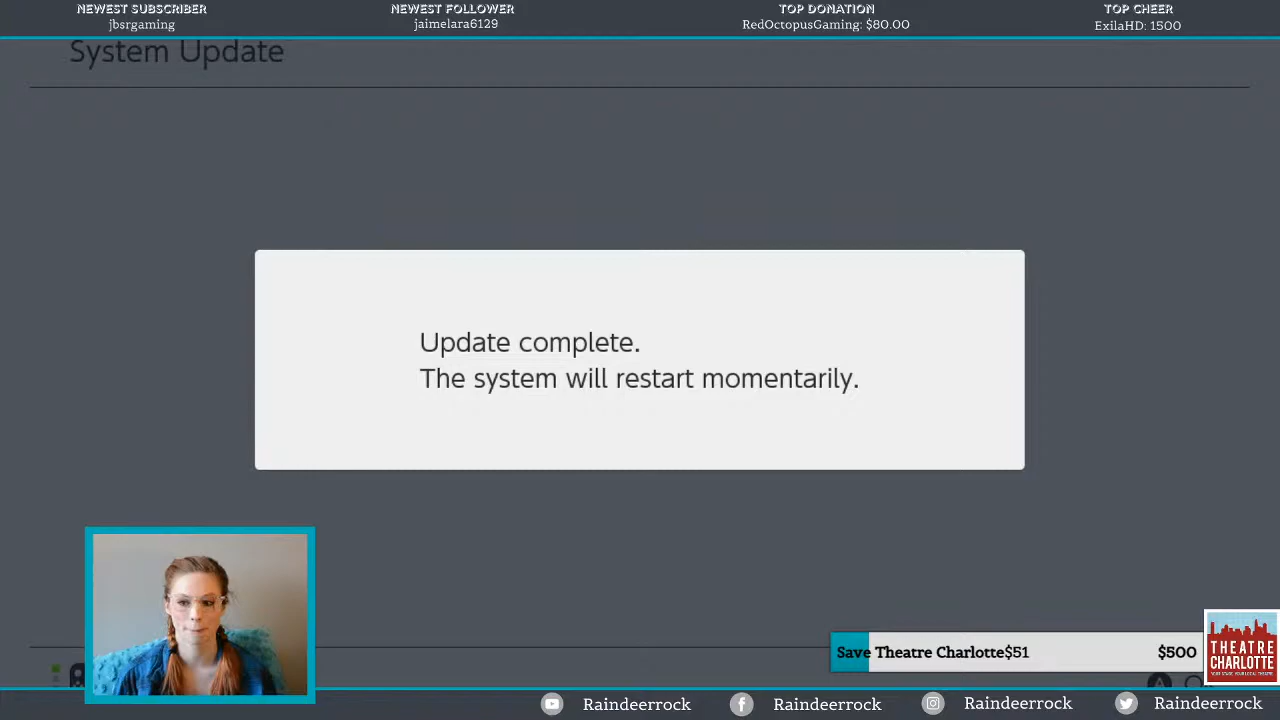 NEWEST SUBSCRIBER
jbsrgaming
NEWEST FOLLOWER
jaimelara6129
TOP DONATION
RedOctopusGaming: $80.00
TOP CHEER
ExilaHD: 1500
System Update
Update complete.
The system will restart momentarily.
Save Theatre Charlotte$51
$500
THEATRE
CHARLOTTE
Raindeerrock
Raindeerrock
Raindeerrock
Raindeerrock